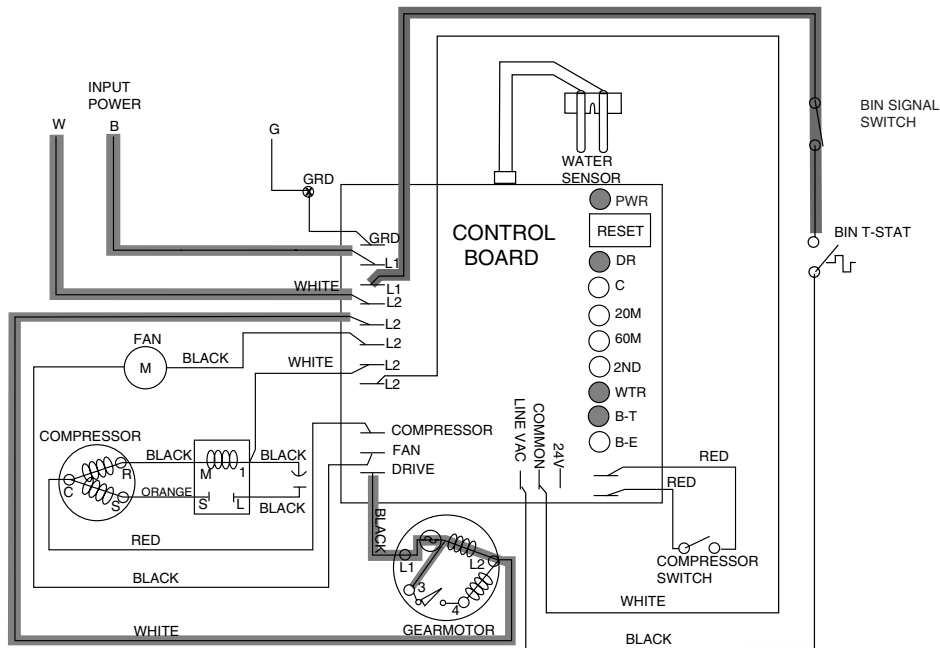 INPUT
POWER
W
B
G
GRD
BIN SIGNAL
SWITCH
WATER
SENSOR
PWR
RESET
CONTROL
BOARD
BIN T-STAT
GRD
L1
DR
WHITE
L1
C
L2
20M
L2
FAN
60M
L2
M
BLACK
WHITE
L2
2ND
L2
WTR
LINE VAC
COMMON
24V
B-T
COMPRESSOR
B-E
COMPRESSOR
FAN
DRIVE
BLACK
BLACK
RED
R
M
1
C
RED
ORANGE
S
S
L
BLACK
BLACK
RED
L1
L2
COMPRESSOR
SWITCH
BLACK
3
4
WHITE
WHITE
GEARMOTOR
BLACK